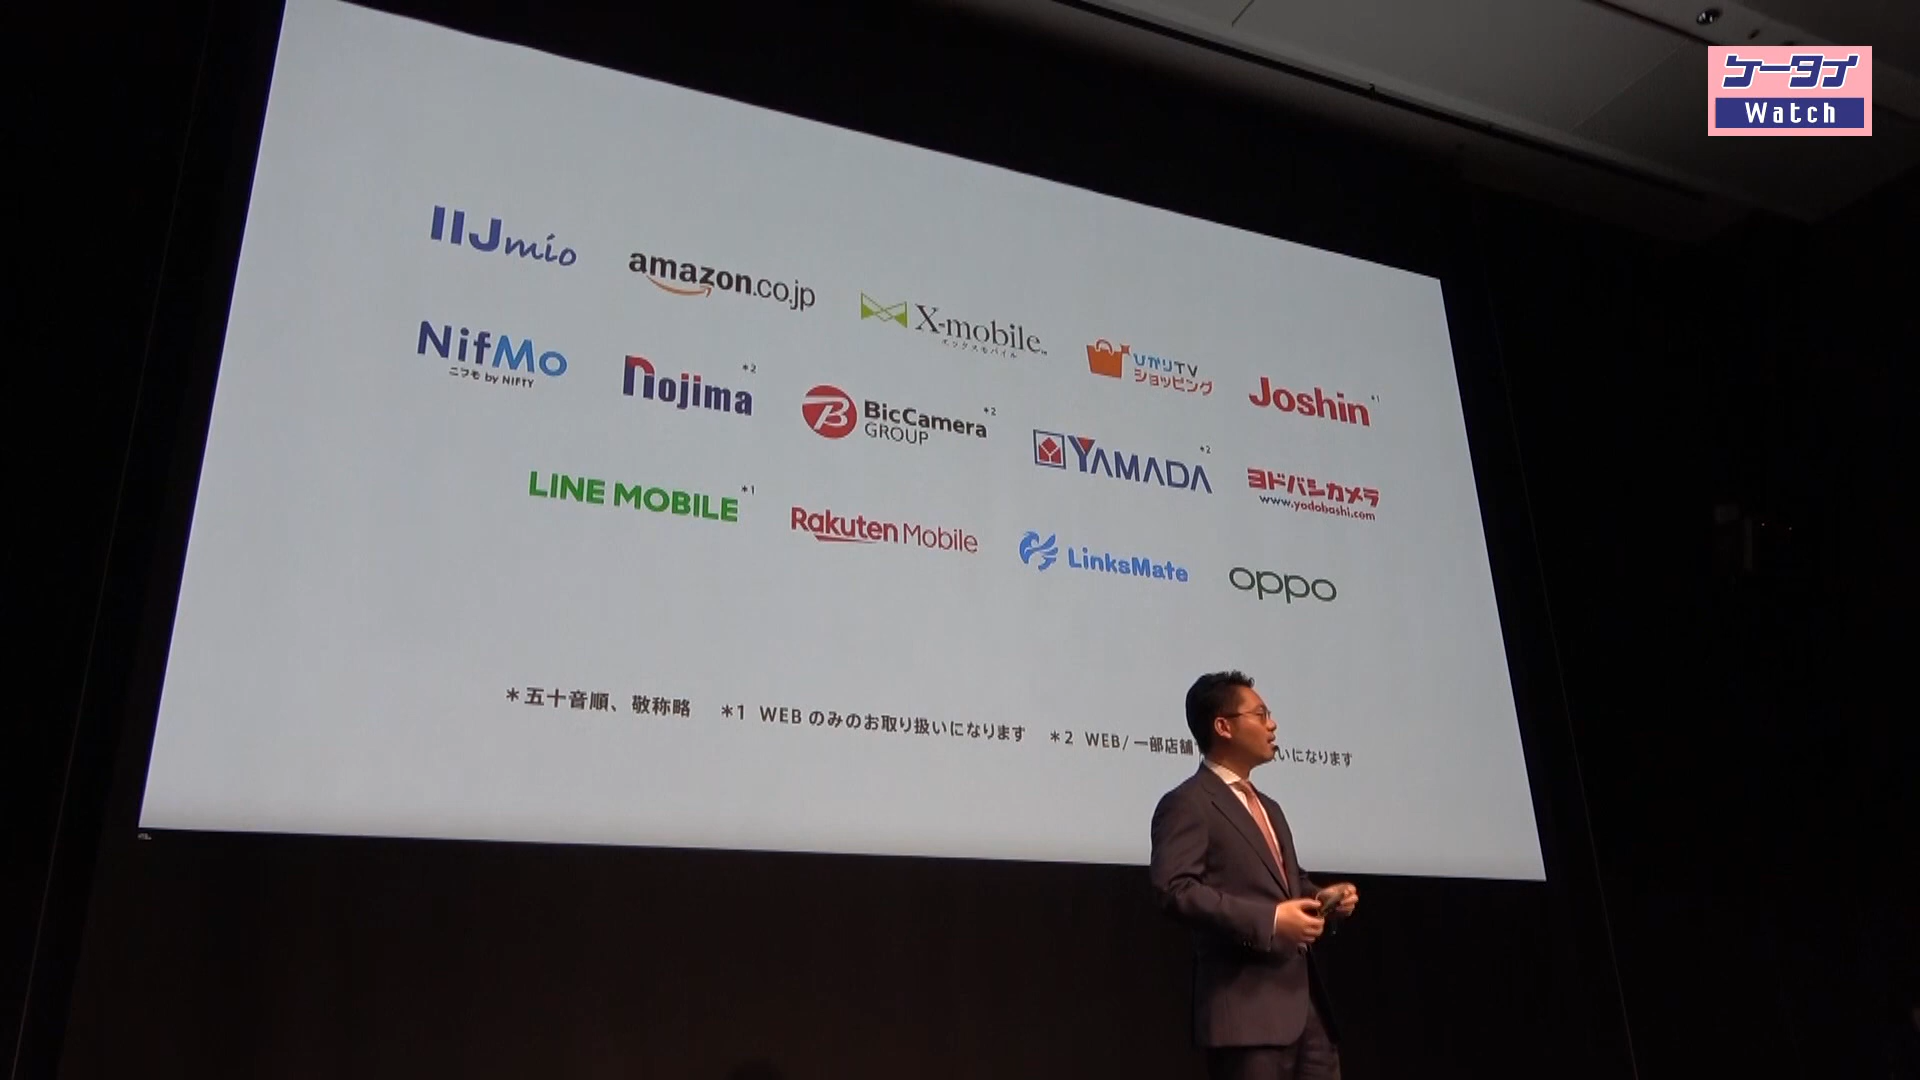 ケータイ
Watch
IIJmio
amazon.co.jp
X-mobile™
エックスモバイル
ひかりTV
ショッピング
Joshin *1
NifMo
ニフモ by NIFTY
nojima *2
BicCamera *2
GROUP
YAMADA *2
ヨドバシカメラ
www.yodobashi.com
LINE MOBILE *1
Rakuten Mobile
LinksMate
oppo
＊五十音順、敬称略 ＊1 WEBのみのお取り扱いになります ＊2 WEB/一部店舗 いになります